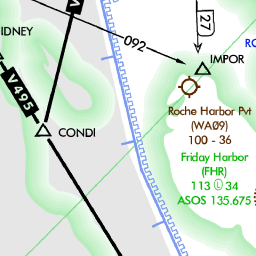 V
IDNEY
092
27
IMPOR
RO
V495
CONDI
Roche Harbor Pvt
(WAØ9)
100 - 36
Friday Harbor
(FHR)
113 Ⓛ 34
ASOS 135.675